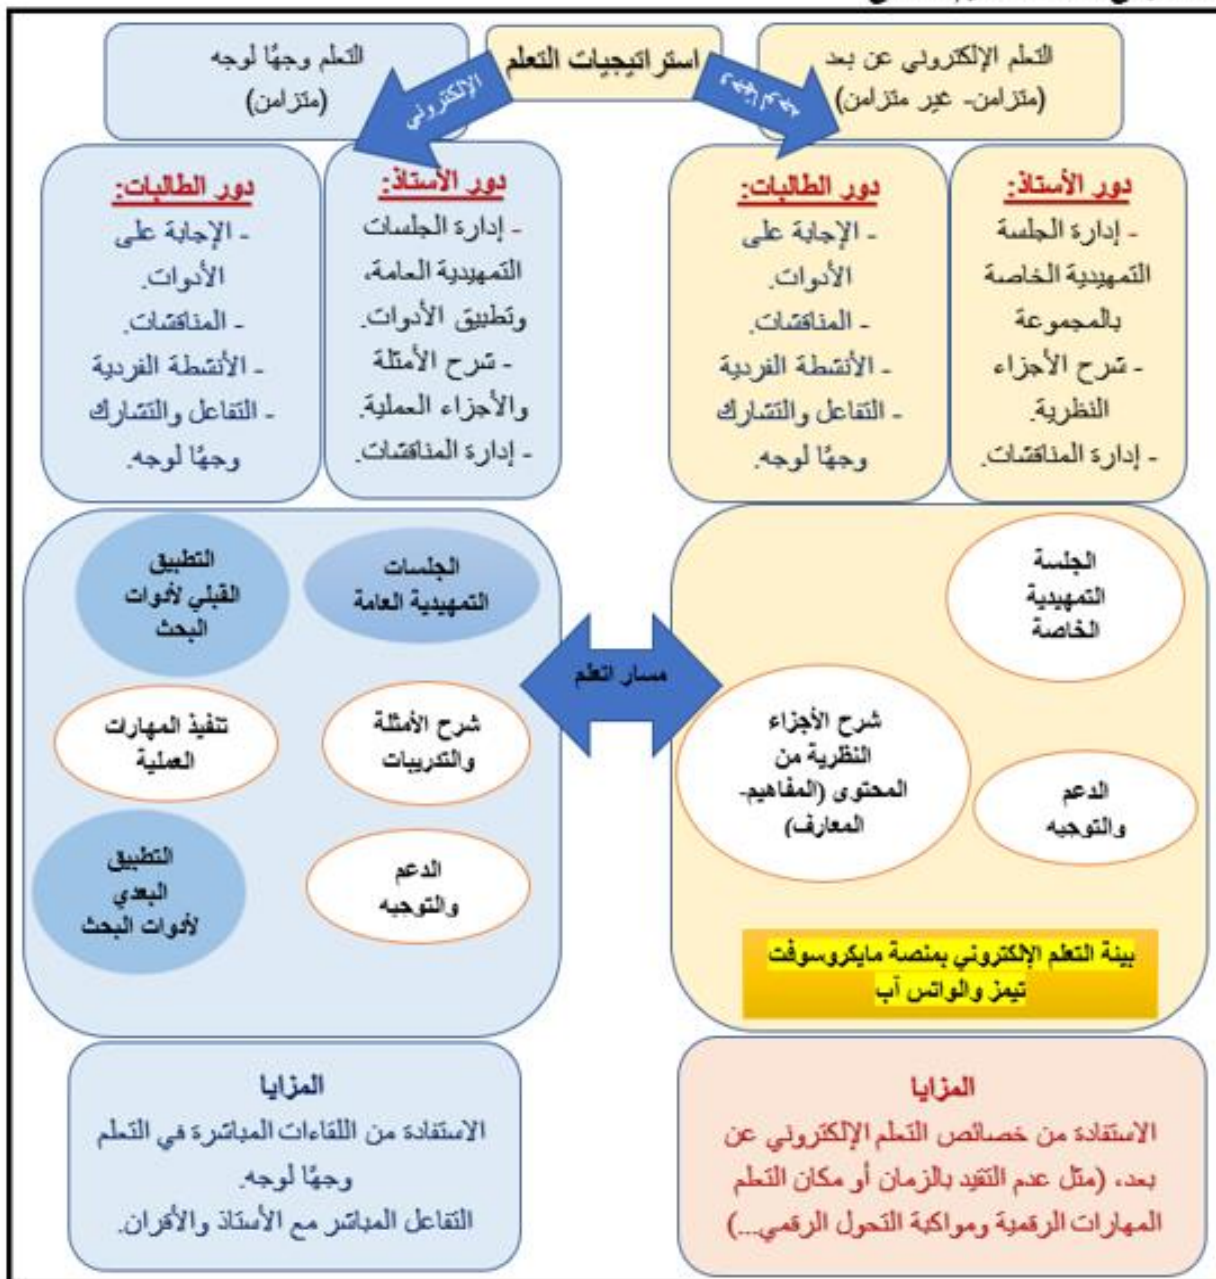 استراتيجيات التعلم
التعلم الإلكتروني عن بعد
(متزامن- غير متزامن)
وجهًا لوجه
التعلم وجهًا لوجه
(متزامن)
الإلكتروني
دور الأستاذ:
- إدارة الجلسة
التمهيدية الخاصة
بالمجموعة
- شرح الأجزاء
النظرية.
- إدارة المناقشات.
دور الطالبات:
- الإجابة على
الأدوات.
- المناقشات.
- الأنشطة الفردية
- التفاعل والتشارك
وجهًا لوجه.
دور الأستاذ:
- إدارة الجلسات
التمهيدية العامة،
وتطبيق الأدوات.
- شرح الأمثلة
والأجزاء العملية.
- إدارة المناقشات.
دور الطالبات:
- الإجابة على
الأدوات.
- المناقشات.
- الأنشطة الفردية
- التفاعل والتشارك
وجهًا لوجه.
الجلسة
التمهيدية
الخاصة
شرح الأجزاء
النظرية من
المحتوى (المفاهيم-
المعارف)
الدعم
والتوجيه
بيئة التعلم الإلكتروني بمنصة مايكروسوفت
تيمز والواتس آب
مسار اتعلم
الجلسات
التمهيدية العامة
التطبيق
القبلي لأدوات
البحث
شرح الأمثلة
والتدريبات
تنفيذ المهارات
العملية
الدعم
والتوجيه
التطبيق
البعدي
لأدوات البحث
المزايا
الاستفادة من خصائص التعلم الإلكتروني عن
بعد، (مثل عدم التقيد بالزمان أو مكان التعلم
المهارات الرقمية ومواكبة التحول الرقمي...)
المزايا
الاستفادة من اللقاءات المباشرة في التعلم
وجهًا لوجه.
التفاعل المباشر مع الأستاذ والأقران.